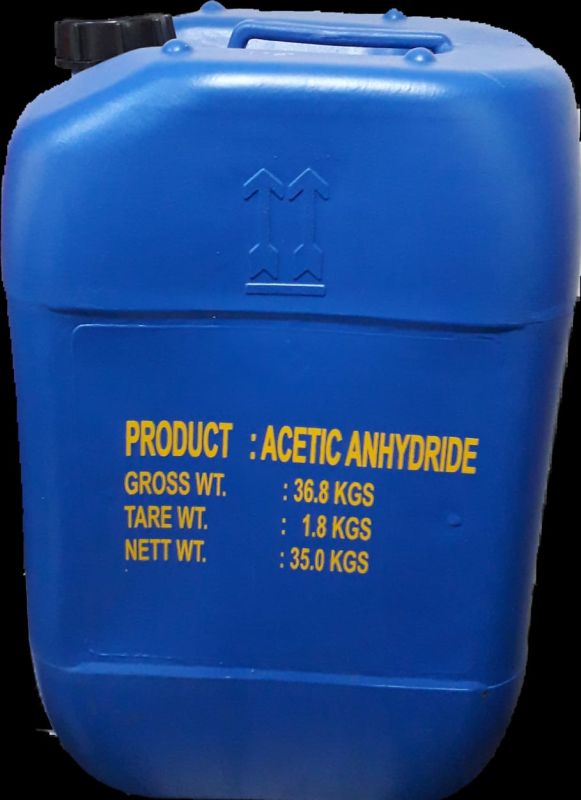 PRODUCT : ACETIC ANHYDRIDE
GROSS WT. : 36.8 KGS
TARE WT. : 1.8 KGS
NETT WT. : 35.0 KGS